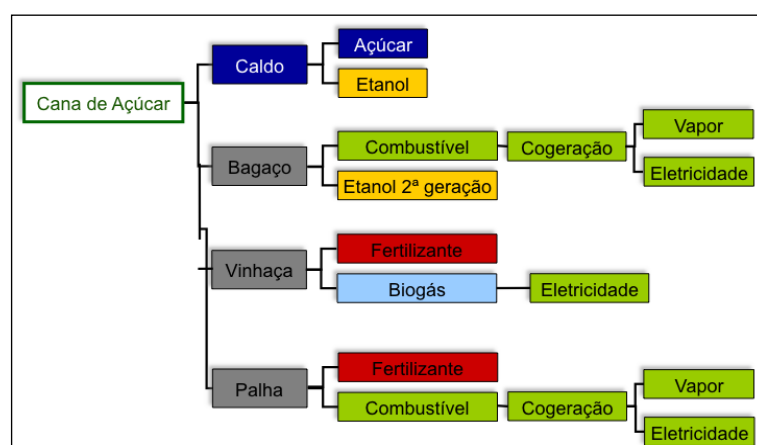 Cana de Açúcar
Caldo
Açúcar
Etanol
Bagaço
Combustível
Cogeração
Vapor
Eletricidade
Etanol 2ª geração
Vinhaça
Fertilizante
Biogás
Eletricidade
Palha
Fertilizante
Combustível
Cogeração
Vapor
Eletricidade